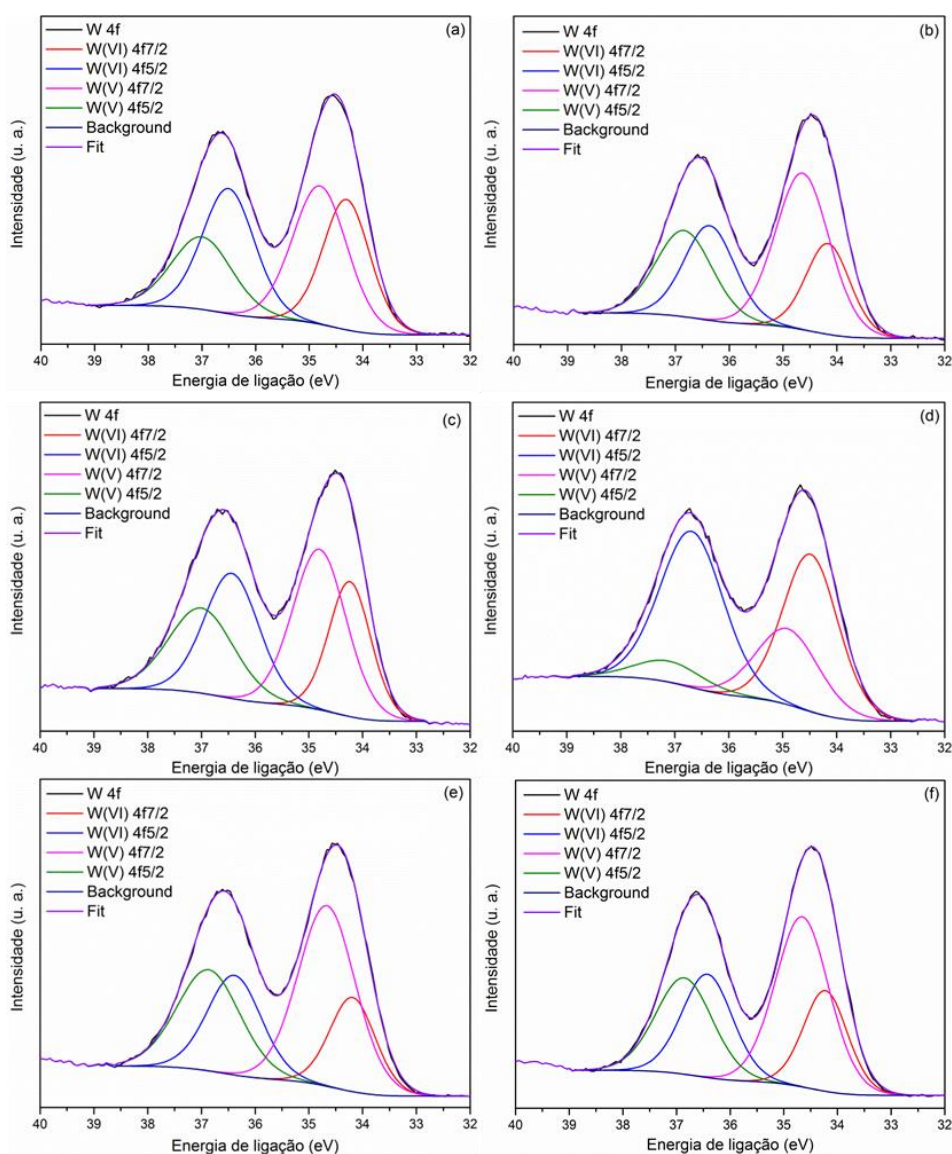 (a)
W 4f
W(VI) 4f7/2
W(VI) 4f5/2
W(V) 4f7/2
W(V) 4f5/2
Background
Fit
Intensidade (u. a.)
40 39 38 37 36 35 34 33 32
Energia de ligação (eV)
(b)
W 4f
W(VI) 4f7/2
W(VI) 4f5/2
W(V) 4f7/2
W(V) 4f5/2
Background
Fit
Intensidade (u. a.)
40 39 38 37 36 35 34 33 32
Energia de ligação (eV)
(c)
W 4f
W(VI) 4f7/2
W(VI) 4f5/2
W(V) 4f7/2
W(V) 4f5/2
Background
Fit
Intensidade (u. a.)
40 39 38 37 36 35 34 33 32
Energia de ligação (eV)
(d)
W 4f
W(VI) 4f7/2
W(VI) 4f5/2
W(V) 4f7/2
W(V) 4f5/2
Background
Fit
Intensidade (u. a.)
40 39 38 37 36 35 34 33 32
Energia de ligação (eV)
(e)
W 4f
W(VI) 4f7/2
W(VI) 4f5/2
W(V) 4f7/2
W(V) 4f5/2
Background
Fit
Intensidade (u. a.)
40 39 38 37 36 35 34 33 32
Energia de ligação (eV)
(f)
W 4f
W(VI) 4f7/2
W(VI) 4f5/2
W(V) 4f7/2
W(V) 4f5/2
Background
Fit
Intensidade (u. a.)
40 39 38 37 36 35 34 33 32
Energia de ligação (eV)